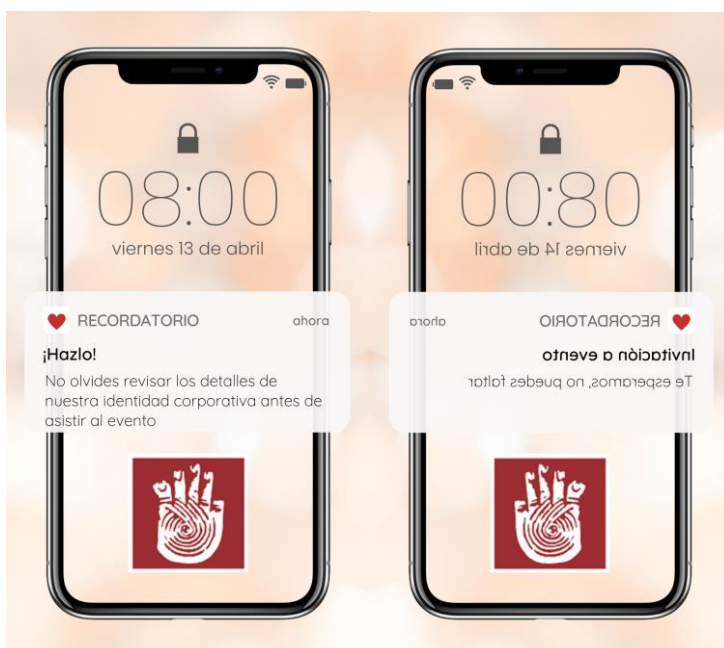 08:00
viernes 13 de abril
RECORDATORIO ahora
¡Hazlo!
No olvides revisar los detalles de
nuestra identidad corporativa antes de
asistir al evento
08:00
viernes 14 de abril
RECORDATORIO ahora
Invitación a evento
Te esperamos, no puedes faltar